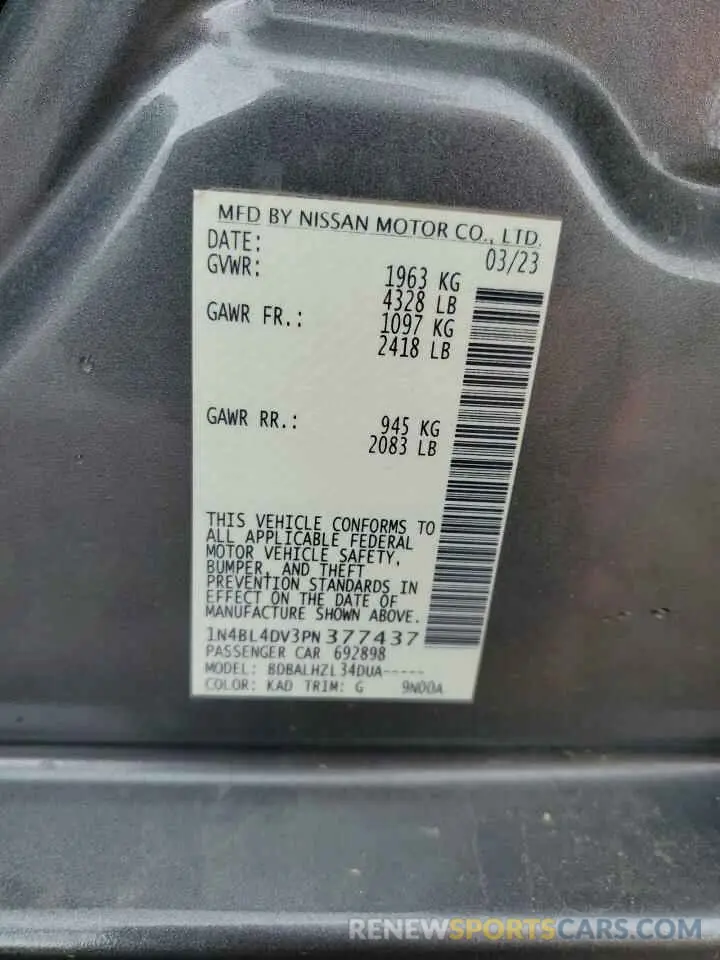 MFD BY NISSAN MOTOR CO., LTD.
DATE: 03/23
GVWR: 1963 KG
4328 LB
GAWR FR.: 1097 KG
2418 LB
GAWR RR.: 945 KG
2083 LB
THIS VEHICLE CONFORMS TO
ALL APPLICABLE FEDERAL
MOTOR VEHICLE SAFETY,
BUMPER, AND THEFT
PREVENTION STANDARDS IN
EFFECT ON THE DATE OF
MANUFACTURE SHOWN ABOVE.
1N4BL4DV3PN377437
PASSENGER CAR 692898
MODEL: BDBALHZL34DUA-----
COLOR: KAD TRIM: G 9N00A
RENEWSPORTSCARS.COM